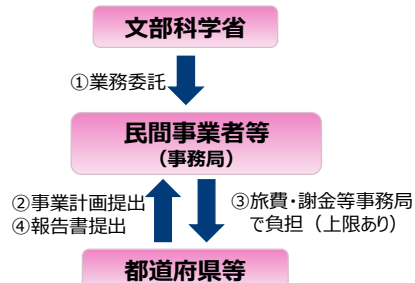 文部科学省
①業務委託
民間事業者等
（事務局）
②事業計画提出
④報告書提出
③旅費・謝金等事務局
で負担（上限あり）
都道府県等